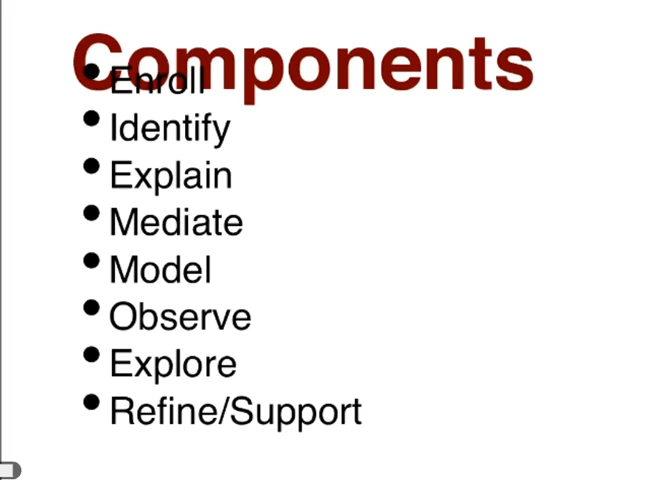 Components
• Enroll
• Identify
• Explain
• Mediate
• Model
• Observe
• Explore
• Refine/Support